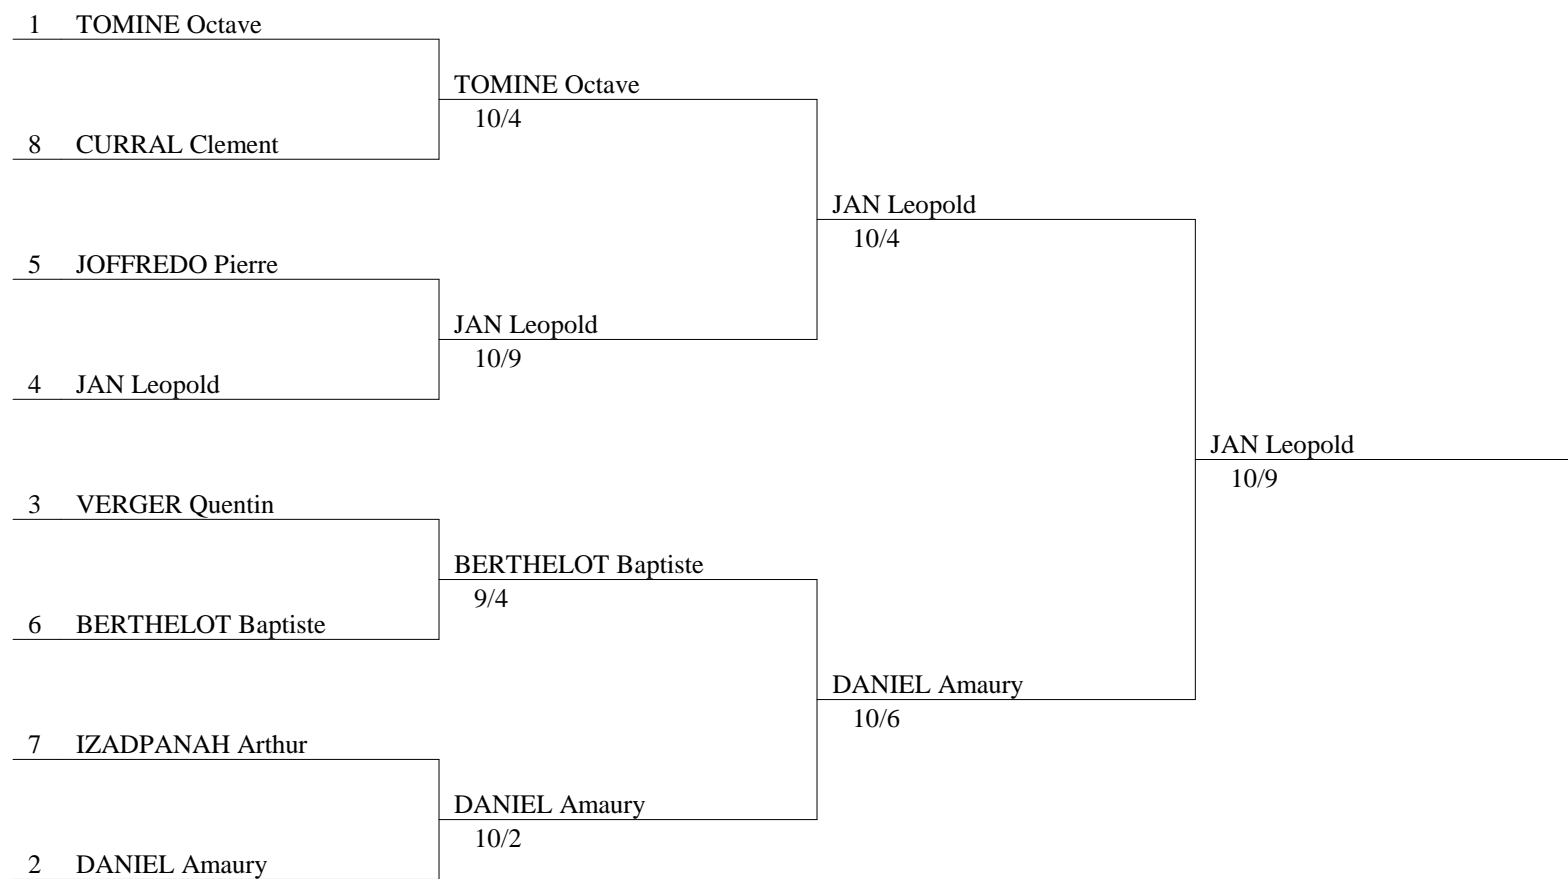 1 TOMINE Octave
TOMINE Octave
10/4
8 CURRAL Clement
JAN Leopold
10/4
5 JOFFREDO Pierre
JAN Leopold
10/9
4 JAN Leopold
JAN Leopold
10/9
3 VERGER Quentin
BERTHELOT Baptiste
9/4
6 BERTHELOT Baptiste
DANIEL Amaury
10/6
7 IZADPANAH Arthur
DANIEL Amaury
10/2
2 DANIEL Amaury